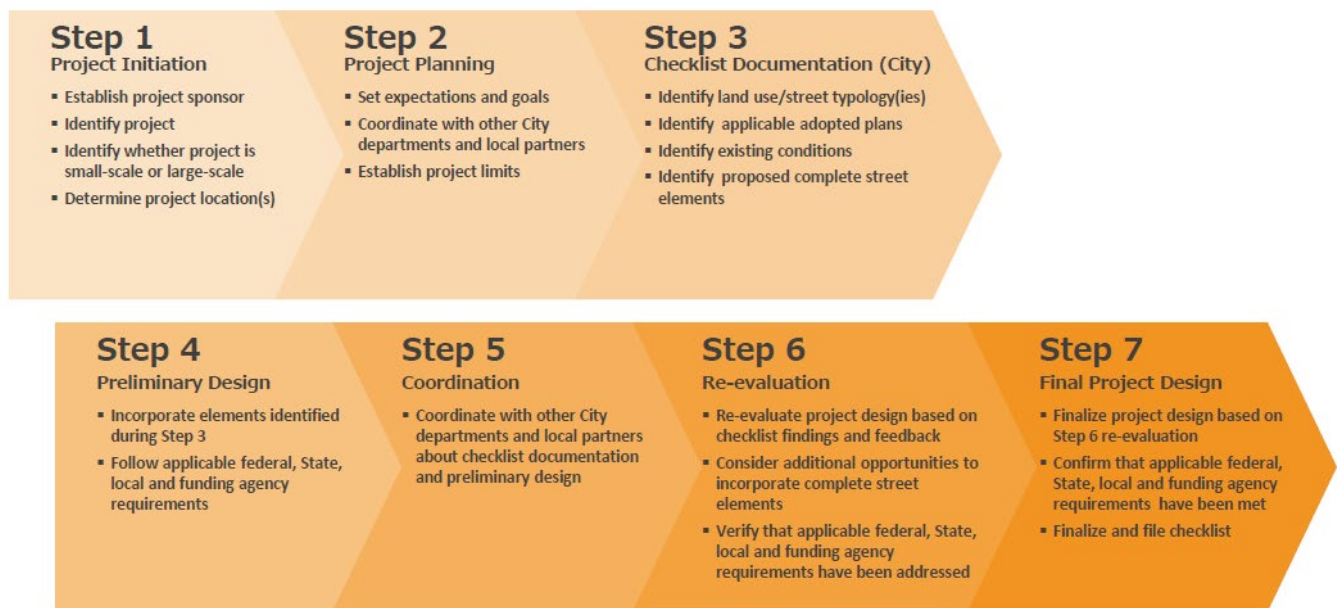 Step 1
Project Initiation
▪ Establish project sponsor
▪ Identify project
▪ Identify whether project is
small-scale or large-scale
▪ Determine project location(s)
Step 2
Project Planning
▪ Set expectations and goals
▪ Coordinate with other City
departments and local partners
▪ Establish project limits
Step 3
Checklist Documentation (City)
▪ Identify land use/street typology(ies)
▪ Identify applicable adopted plans
▪ Identify existing conditions
▪ Identify proposed complete street
elements
Step 4
Preliminary Design
▪ Incorporate elements identified
during Step 3
▪ Follow applicable federal, State,
local and funding agency
requirements
Step 5
Coordination
▪ Coordinate with other City
departments and local partners
about checklist documentation
and preliminary design
Step 6
Re-evaluation
▪ Re-evaluate project design based on
checklist findings and feedback
▪ Consider additional opportunities to
incorporate complete street
elements
▪ Verify that applicable federal, State,
local and funding agency
requirements have been addressed
Step 7
Final Project Design
▪ Finalize project design based on
Step 6 re-evaluation
▪ Confirm that applicable federal,
State, local and funding agency
requirements have been met
▪ Finalize and file checklist